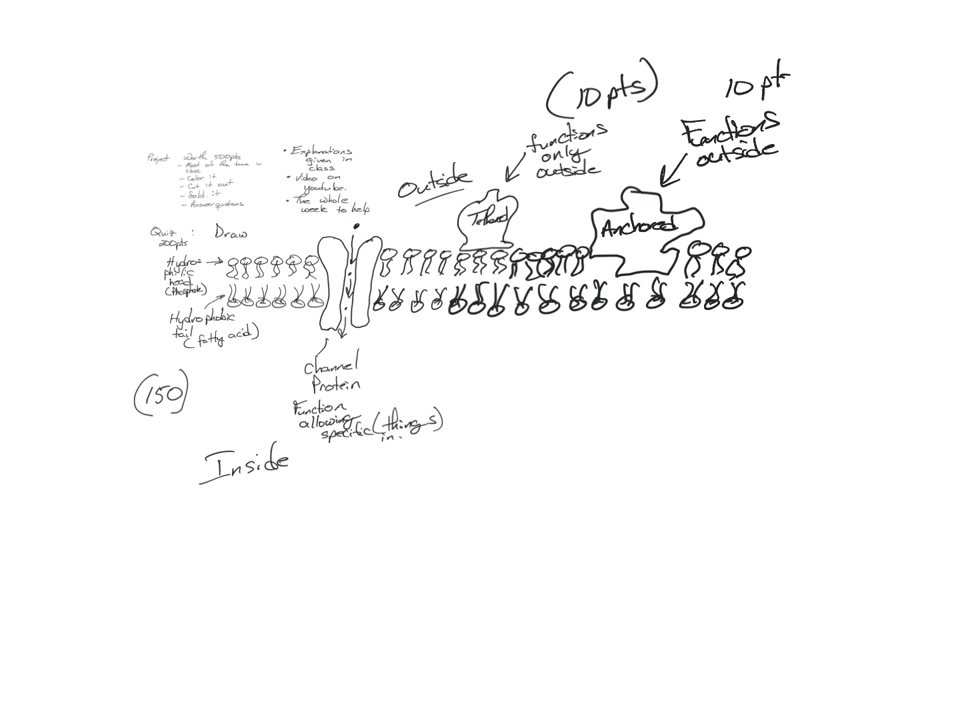 (10 pts)
10 pt
functions
only
outside
Functions
outside
Project Worth 500pts
- Most of the time in
class
- Color it
- Cut it out
- Build it
- Answer questions
• Explanations
given in
class
• Video on
youtube.
• The whole
week to help
Outside
Anchored
Quiz : Draw
200pts
Hydro
philic
head
(Phosphate)
Hydrophobic
tail
(fatty acid)
Channel
Protein
Function
allowing
specific (things)
in.
(150)
Inside